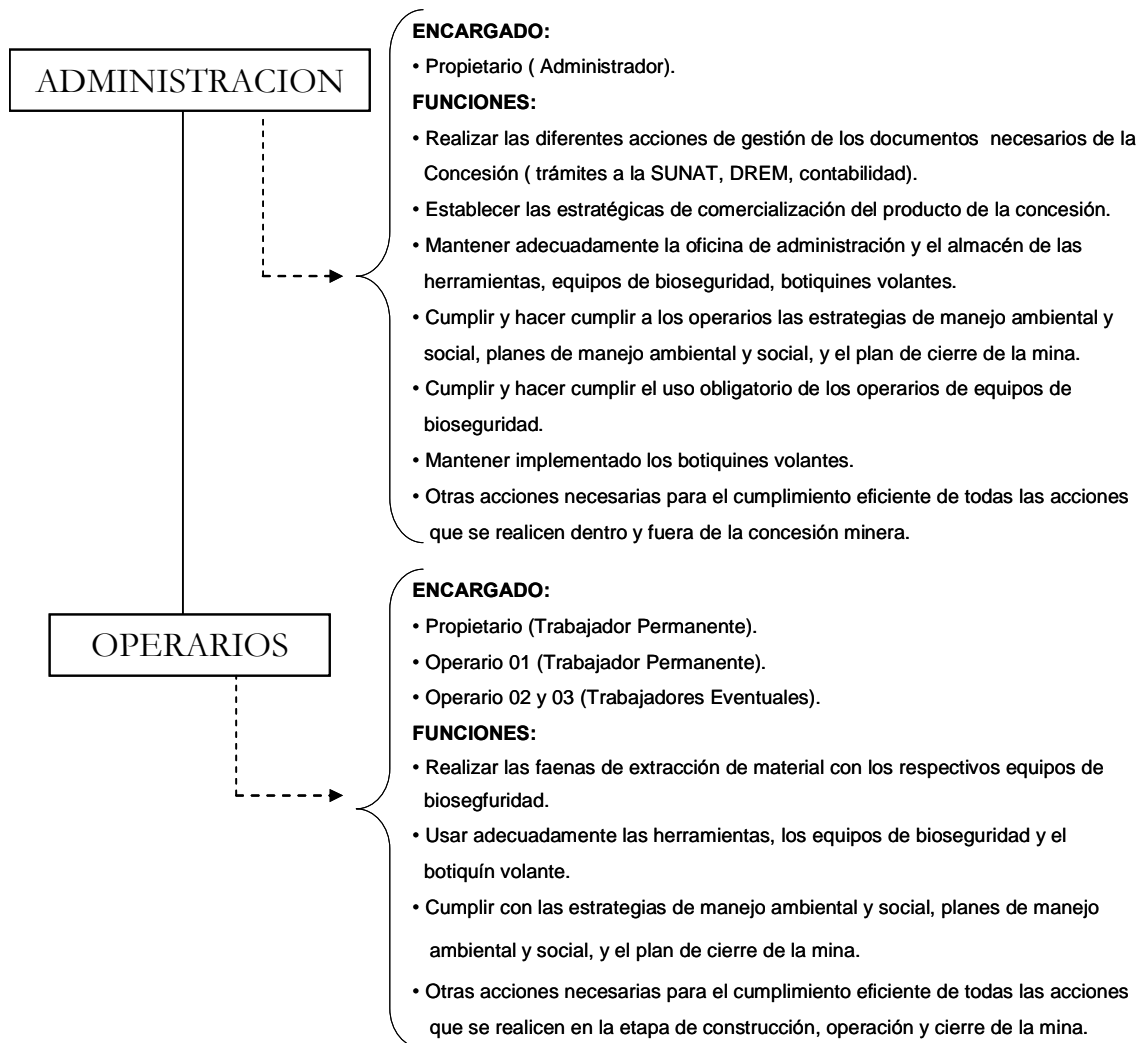 ADMINISTRACION
ENCARGADO:
• Propietario ( Administrador).
FUNCIONES:
• Realizar las diferentes acciones de gestión de los documentos necesarios de la
Concesión ( trámites a la SUNAT, DREM, contabilidad).
• Establecer las estratégicas de comercialización del producto de la concesión.
• Mantener adecuadamente la oficina de administración y el almacén de las
herramientas, equipos de bioseguridad, botiquines volantes.
• Cumplir y hacer cumplir a los operarios las estrategias de manejo ambiental y
social, planes de manejo ambiental y social, y el plan de cierre de la mina.
• Cumplir y hacer cumplir el uso obligatorio de los operarios de equipos de
bioseguridad.
• Mantener implementado los botiquines volantes.
• Otras acciones necesarias para el cumplimiento eficiente de todas las acciones
que se realicen dentro y fuera de la concesión minera.
OPERARIOS
ENCARGADO:
• Propietario (Trabajador Permanente).
• Operario 01 (Trabajador Permanente).
• Operario 02 y 03 (Trabajadores Eventuales).
FUNCIONES:
• Realizar las faenas de extracción de material con los respectivos equipos de
biosegfuridad.
• Usar adecuadamente las herramientas, los equipos de bioseguridad y el
botiquín volante.
• Cumplir con las estrategias de manejo ambiental y social, planes de manejo
ambiental y social, y el plan de cierre de la mina.
• Otras acciones necesarias para el cumplimiento eficiente de todas las acciones
que se realicen en la etapa de construcción, operación y cierre de la mina.